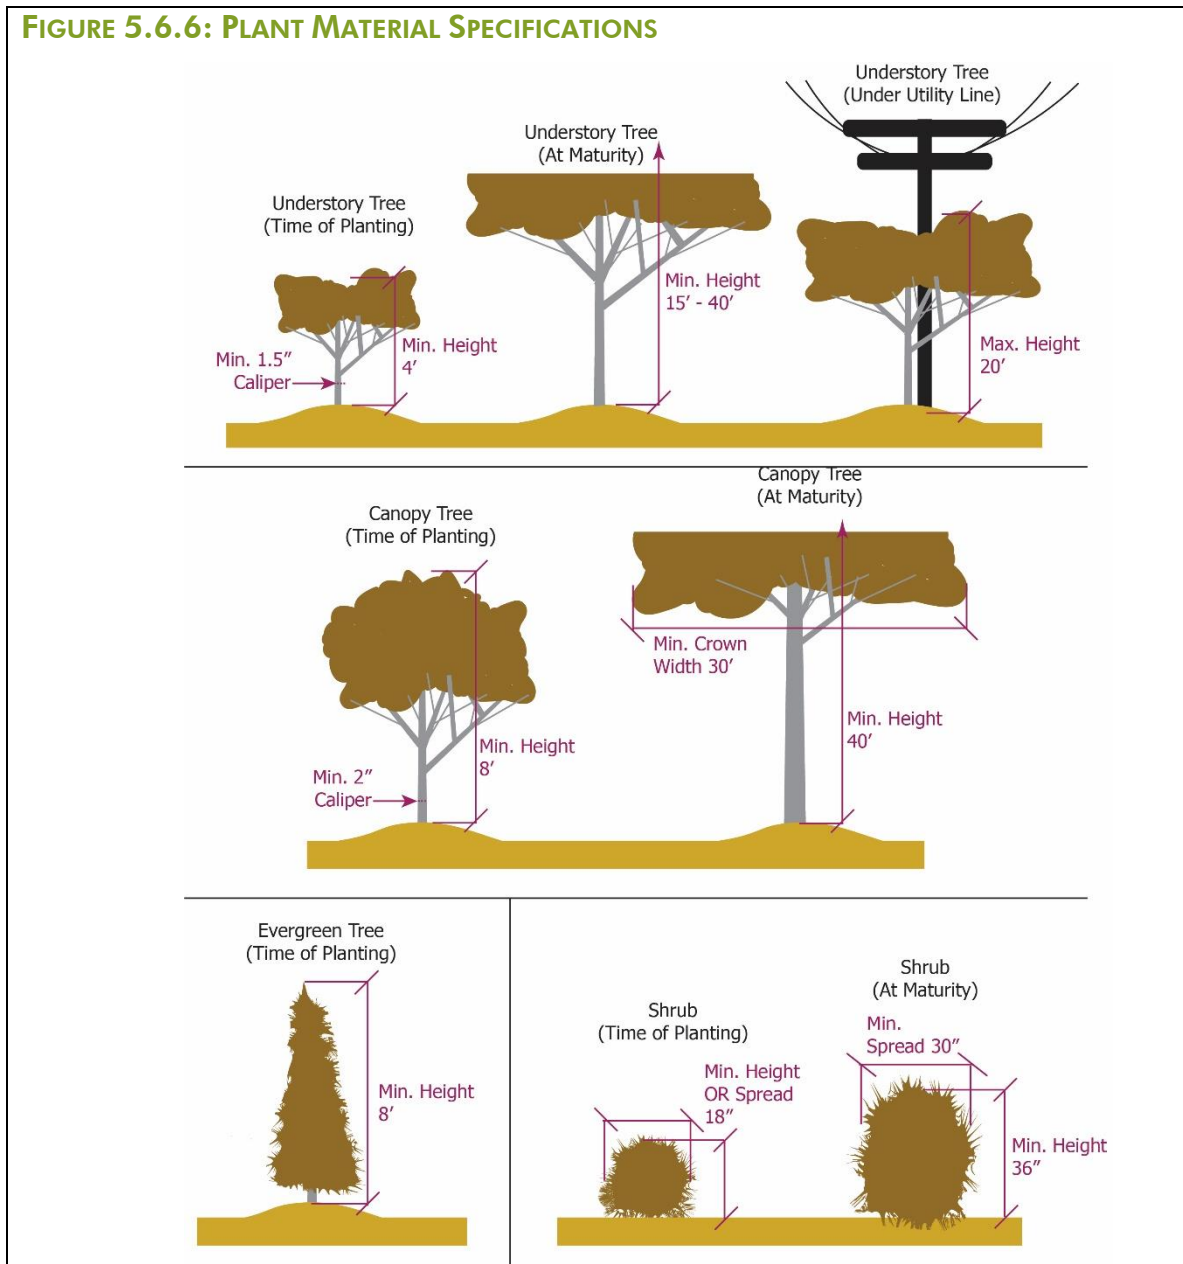 FIGURE 5.6.6: PLANT MATERIAL SPECIFICATIONS
Understory Tree
(Time of Planting)
Min. 1.5″
Caliper
Min. Height
4′
Understory Tree
(At Maturity)
Min. Height
15′ - 40′
Understory Tree
(Under Utility Line)
Max. Height
20′
Canopy Tree
(Time of Planting)
Min. 2″
Caliper
Min. Height
8′
Canopy Tree
(At Maturity)
Min. Crown
Width 30′
Min. Height
40′
Evergreen Tree
(Time of Planting)
Min. Height
8′
Shrub
(Time of Planting)
Min. Height
OR Spread
18″
Shrub
(At Maturity)
Min.
Spread 30″
Min. Height
36″